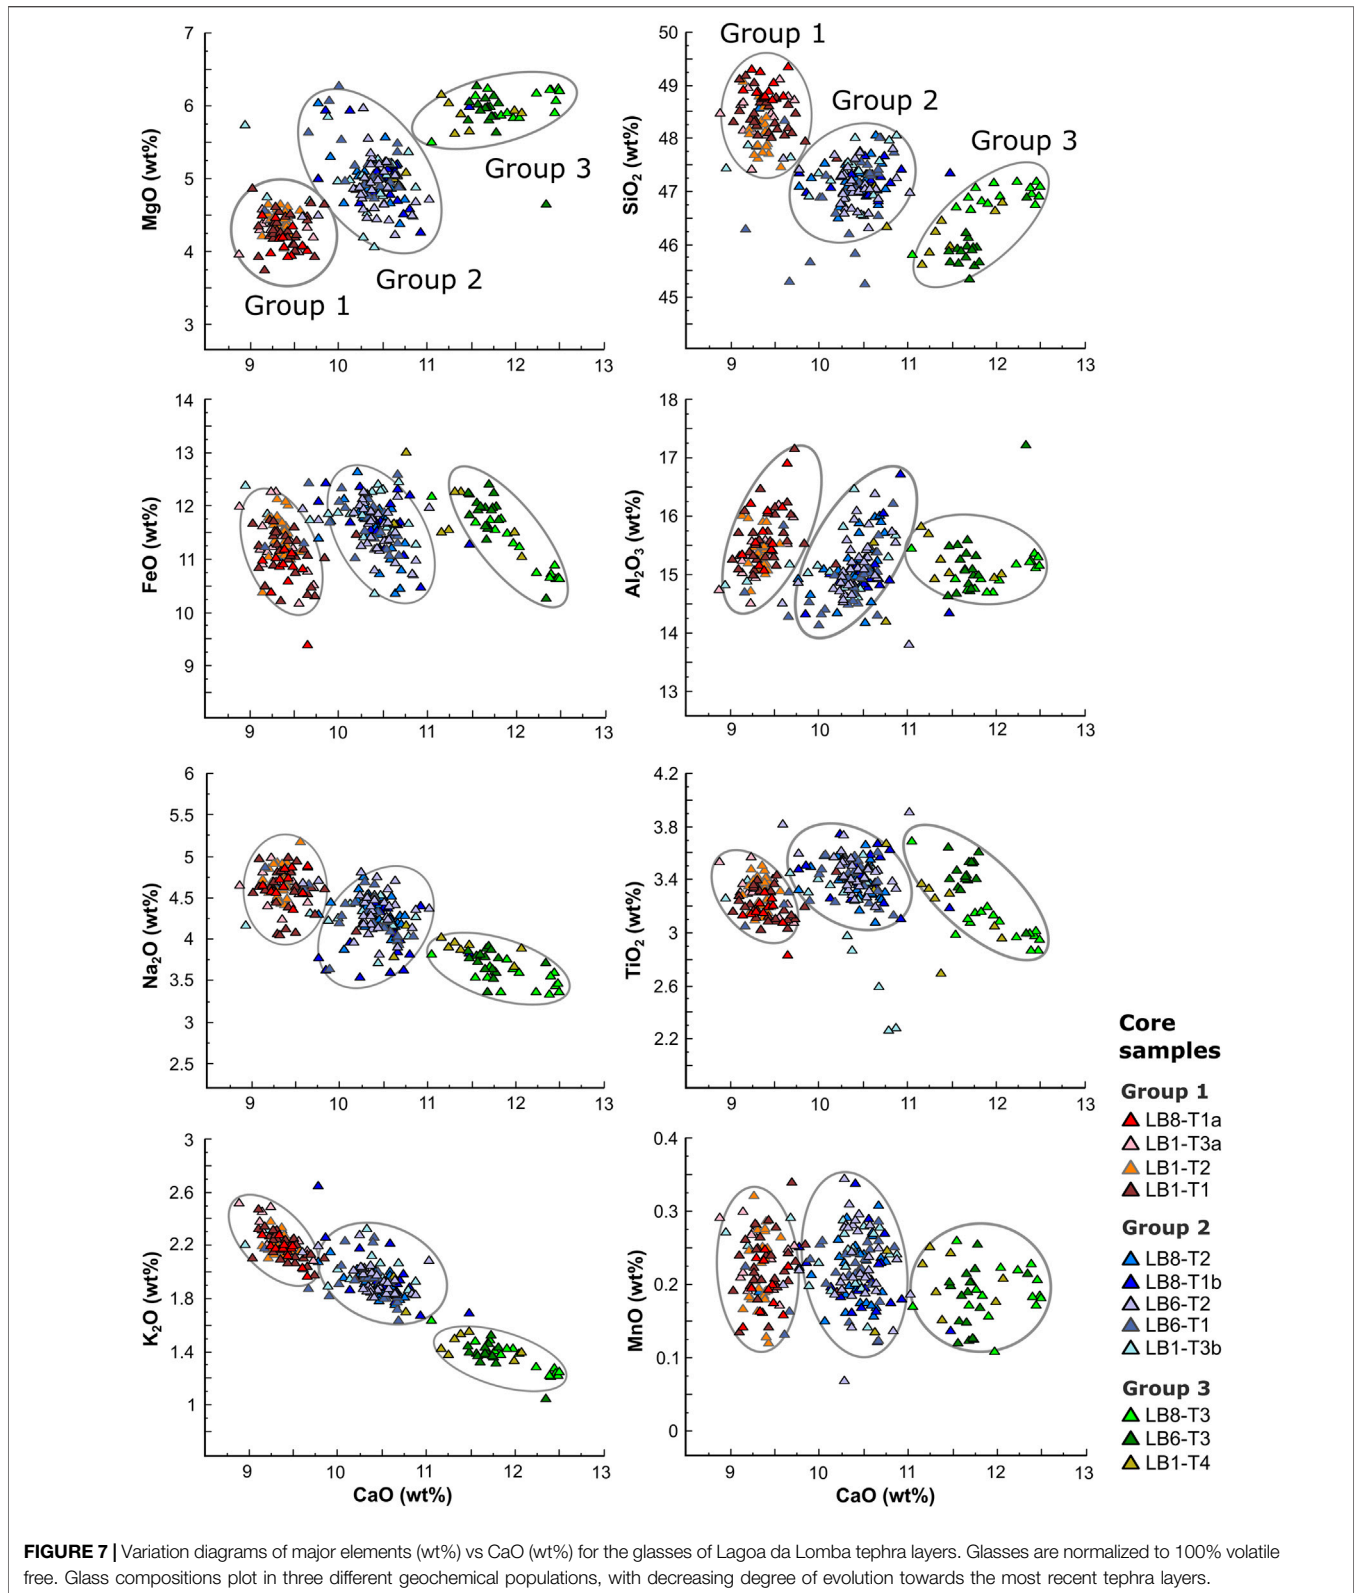 7
6
5
4
3
MgO (wt%)
Group 1
Group 2
Group 3
9 10 11 12 13
50
49
48
47
46
45
SiO2 (wt%)
Group 1
Group 2
Group 3
9 10 11 12 13
14
13
12
11
10
9
FeO (wt%)
9 10 11 12 13
18
17
16
15
14
13
Al2O3 (wt%)
9 10 11 12 13
6
5.5
5
4.5
4
3.5
3
2.5
Na2O (wt%)
9 10 11 12 13
4.2
3.8
3.4
3
2.6
2.2
TiO2 (wt%)
9 10 11 12 13
3
2.6
2.2
1.8
1.4
1
K2O (wt%)
9 10 11 12 13
CaO (wt%)
0.4
0.3
0.2
0.1
0
MnO (wt%)
9 10 11 12 13
CaO (wt%)
Core
samples
Group 1
LB8-T1a
LB1-T3a
LB1-T2
LB1-T1
Group 2
LB8-T2
LB8-T1b
LB6-T2
LB6-T1
LB1-T3b
Group 3
LB8-T3
LB6-T3
LB1-T4
FIGURE 7 | Variation diagrams of major elements (wt%) vs CaO (wt%) for the glasses of Lagoa da Lomba tephra layers. Glasses are normalized to 100% volatile
free. Glass compositions plot in three different geochemical populations, with decreasing degree of evolution towards the most recent tephra layers.